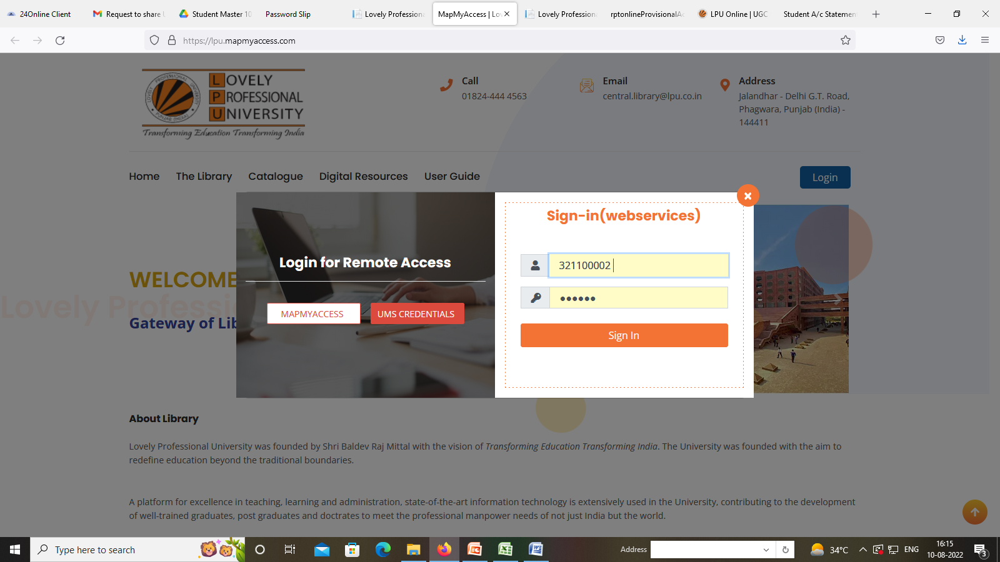 24Online Client
Request to share
Student Master 10
Password Slip
Lovely Profession
MapMyAccess | Lo
Lovely Profession
rptonlineProvisionalA
LPU Online | UGC
Student A/c Statemen
https://lpu.mapmyaccess.com
LOVELY
PROFESSIONAL
UNIVERSITY
Transforming Education Transforming India
Call
01824-444 4563
Email
central.library@lpu.co.in
Address
Jalandhar - Delhi G.T. Road,
Phagwara, Punjab (India) -
144411
Home
The Library
Catalogue
Digital Resources
User Guide
Login
WELCOME
Lovely Professi
Gateway of Lib
Login for Remote Access
MAPMYACCESS
UMS CREDENTIALS
Sign-in(webservices)
321100002
••••••
Sign In
About Library
Lovely Professional University was founded by Shri Baldev Raj Mittal with the vision of Transforming Education Transforming India. The University was founded with the aim to
redefine education beyond the traditional boundaries.
A platform for excellence in teaching, learning and administration, state-of-the-art information technology is extensively used in the University, contributing to the development
of well-trained graduates, post graduates and doctrates to meet the professional manpower needs of not just India but the world.
Type here to search
Address
34°C
ENG
16:15
10-08-2022
3